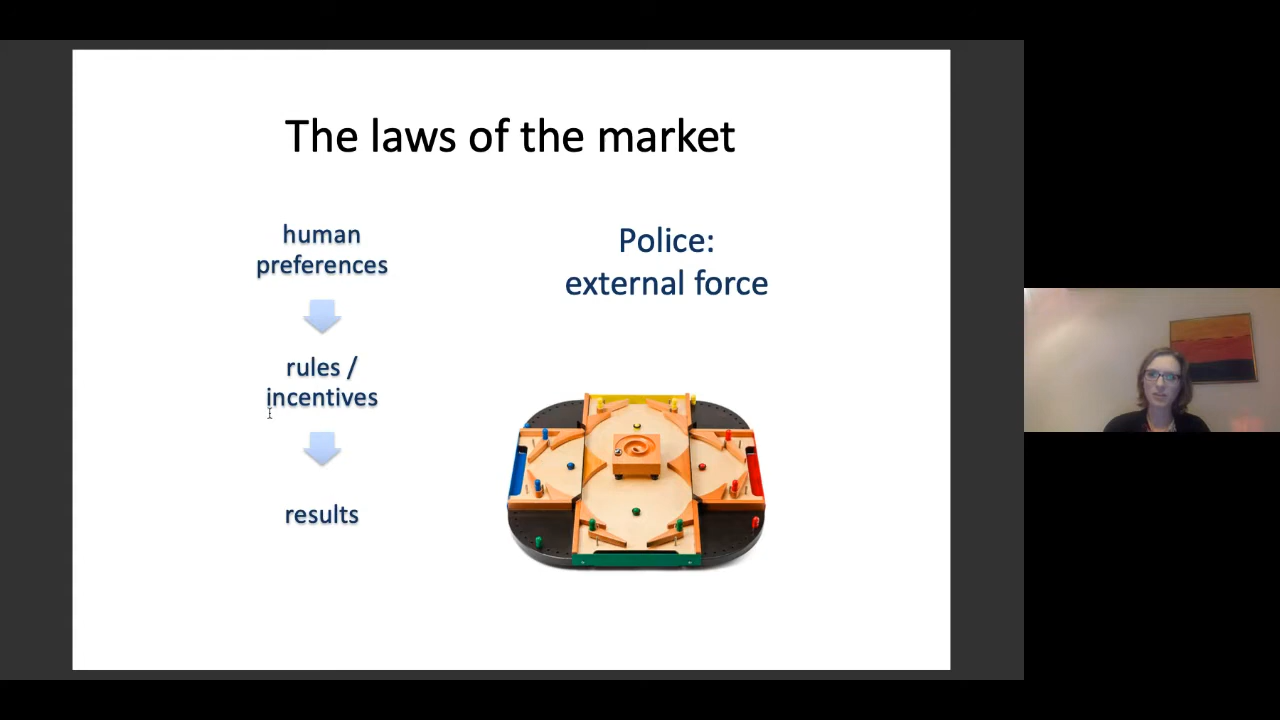 The laws of the market
human
preferences
rules /
incentives
results
Police:
external force